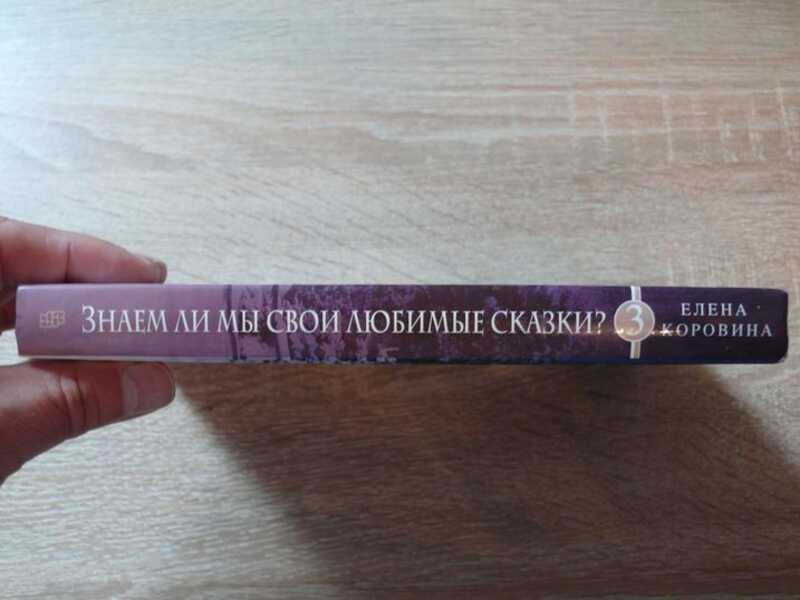 ЗНАЕМ ЛИ МЫ СВОИ ЛЮБИМЫЕ СКАЗКИ?
3
ЕЛЕНА
КОРОВИНА